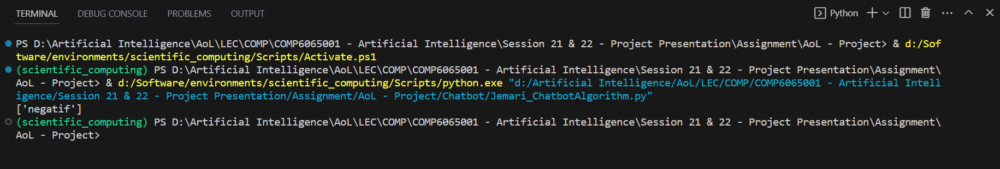 TERMINAL DEBUG CONSOLE PROBLEMS OUTPUT Python
PS D:\Artificial Intelligence\AoL\LEC\COMP\COMP6065001 - Artificial Intelligence\Session 21 & 22 - Project Presentation\Assignment\AoL - Project> & d:/Sof
tware/environments/scientific_computing/Scripts/Activate.ps1
(scientific_computing) PS D:\Artificial Intelligence\AoL\LEC\COMP\COMP6065001 - Artificial Intelligence\Session 21 & 22 - Project Presentation\Assignment\
AoL - Project> & d:/Software/environments/scientific_computing/Scripts/python.exe "d:/Artificial Intelligence/AoL/LEC/COMP/COMP6065001 - Artificial Intell
igence/Session 21 & 22 - Project Presentation/Assignment/AoL - Project/Chatbot/Jemari_ChatbotAlgorithm.py"
['negatif']
(scientific_computing) PS D:\Artificial Intelligence\AoL\LEC\COMP\COMP6065001 - Artificial Intelligence\Session 21 & 22 - Project Presentation\Assignment\
AoL - Project>